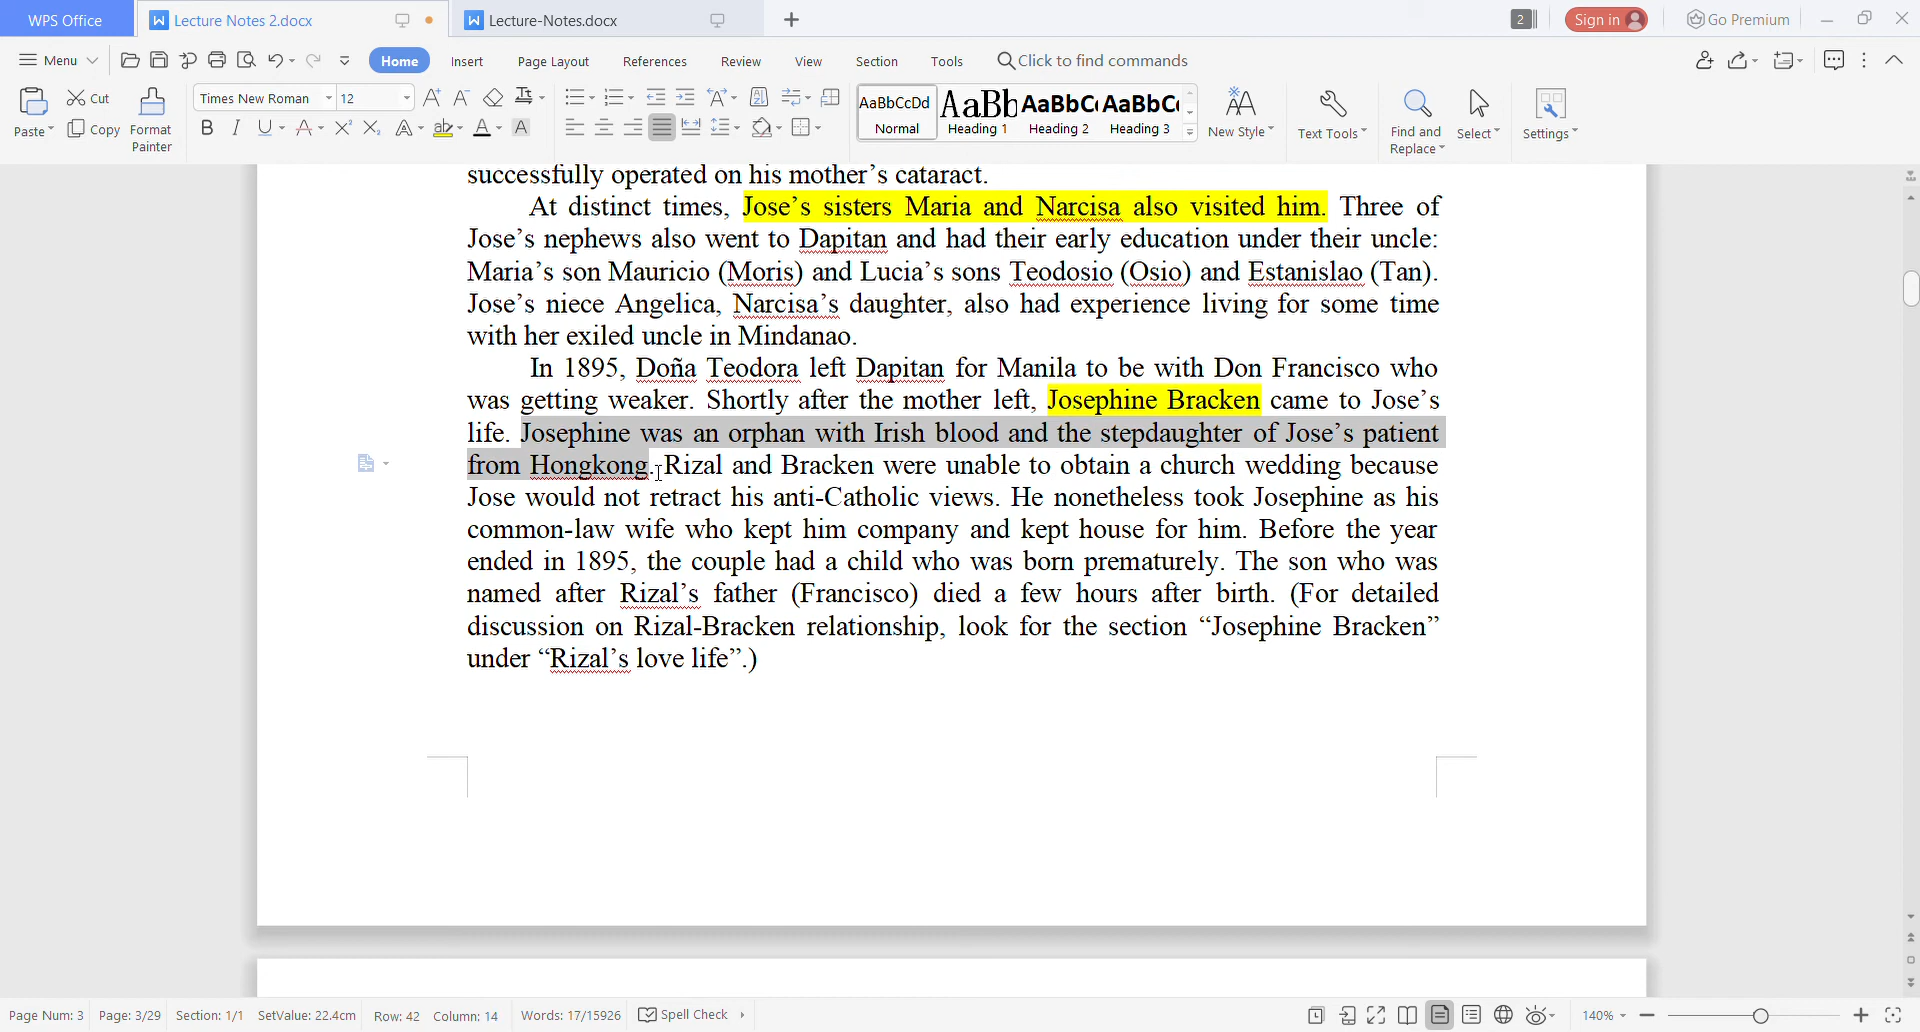 WPS Office
Lecture Notes 2.docx
Lecture-Notes.docx
2
Sign in
Go Premium
Menu
Home
Insert
Page Layout
References
Review
View
Section
Tools
Click to find commands
Paste
Cut
Copy
Format Painter
Times New Roman
12
AaBbCcDd
Normal
AaBb
Heading 1
AaBbC
Heading 2
AaBbC
Heading 3
New Style
Text Tools
Find and Replace
Select
Settings
successfully operated on his mother’s cataract.
At distinct times, Jose’s sisters Maria and Narcisa also visited him. Three of
Jose’s nephews also went to Dapitan and had their early education under their uncle:
Maria’s son Mauricio (Moris) and Lucia’s sons Teodosio (Osio) and Estanislao (Tan).
Jose’s niece Angelica, Narcisa’s daughter, also had experience living for some time
with her exiled uncle in Mindanao.
In 1895, Doña Teodora left Dapitan for Manila to be with Don Francisco who
was getting weaker. Shortly after the mother left, Josephine Bracken came to Jose’s
life. Josephine was an orphan with Irish blood and the stepdaughter of Jose’s patient
from Hongkong. Rizal and Bracken were unable to obtain a church wedding because
Jose would not retract his anti-Catholic views. He nonetheless took Josephine as his
common-law wife who kept him company and kept house for him. Before the year
ended in 1895, the couple had a child who was born prematurely. The son who was
named after Rizal’s father (Francisco) died a few hours after birth. (For detailed
discussion on Rizal-Bracken relationship, look for the section “Josephine Bracken”
under “Rizal’s love life”.)
Page Num: 3
Page: 3/29
Section: 1/1
SetValue: 22.4cm
Row: 42
Column: 14
Words: 17/15926
Spell Check
140%